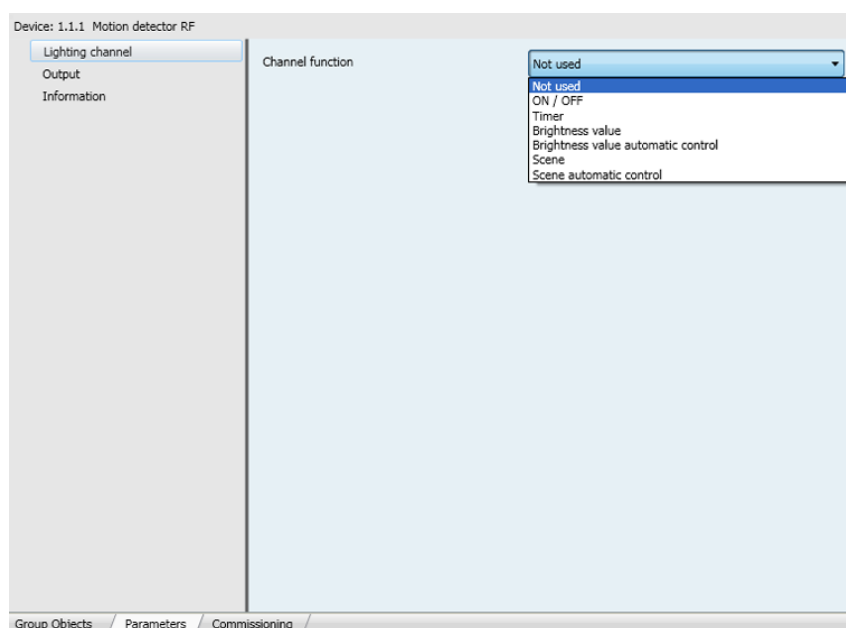 Device: 1.1.1 Motion detector RF
Lighting channel
Output
Information
Channel function
Not used
Not used
ON / OFF
Timer
Brightness value
Brightness value automatic control
Scene
Scene automatic control
Group Objects / Parameters / Commissioning /